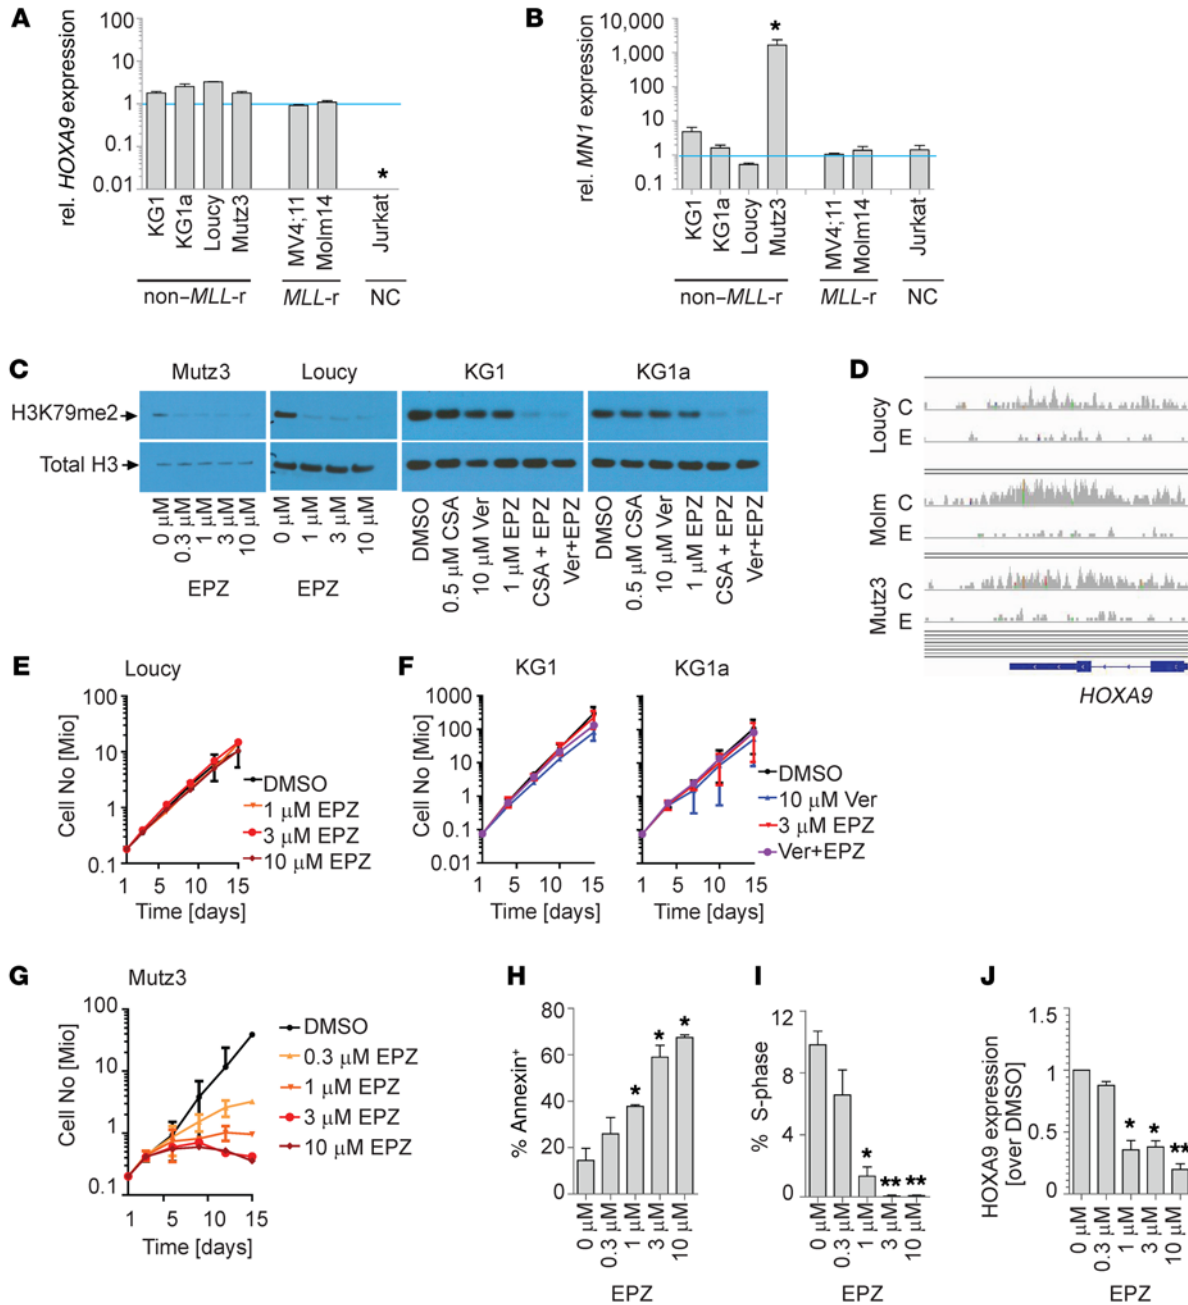 A
rel. HOXA9 expression
100
10
1
0.1
0.01
*
KG1
KG1a
Loucy
Mutz3
MV4;11
Molm14
Jurkat
non–MLL-r
MLL-r
NC
B
rel. MN1 expression
10,000
1,000
100
10
1
0.1
*
KG1
KG1a
Loucy
Mutz3
MV4;11
Molm14
Jurkat
non–MLL-r
MLL-r
NC
C
Mutz3
Loucy
KG1
KG1a
H3K79me2
Total H3
0 µM
0.3 µM
1 µM
3 µM
10 µM
EPZ
0 µM
1 µM
3 µM
10 µM
EPZ
DMSO
0.5 µM CSA
10 µM Ver
1 µM EPZ
CSA + EPZ
Ver+EPZ
DMSO
0.5 µM CSA
10 µM Ver
1 µM EPZ
CSA + EPZ
Ver+EPZ
D
Loucy
C
E
Molm
C
E
Mutz3
C
E
HOXA9
E
Loucy
Cell No [Mio]
100
10
1
0.1
1
5
10
15
Time [days]
DMSO
1 µM EPZ
3 µM EPZ
10 µM EPZ
F
KG1
KG1a
Cell No [Mio]
1000
100
10
1
0.1
0.01
1
5
10
15
Time [days]
1
5
10
15
Time [days]
DMSO
10 µM Ver
3 µM EPZ
Ver+EPZ
G
Mutz3
Cell No [Mio]
100
10
1
0.1
1
5
10
15
Time [days]
DMSO
0.3 µM EPZ
1 µM EPZ
3 µM EPZ
10 µM EPZ
H
% Annexin+
80
60
40
20
0
*
*
*
0 µM
0.3 µM
1 µM
3 µM
10 µM
EPZ
I
% S-phase
12
8
4
0
*
**
**
0 µM
0.3 µM
1 µM
3 µM
10 µM
EPZ
J
HOXA9 expression
[over DMSO]
1.5
1
0.5
0
*
*
**
0 µM
0.3 µM
1 µM
3 µM
10 µM
EPZ